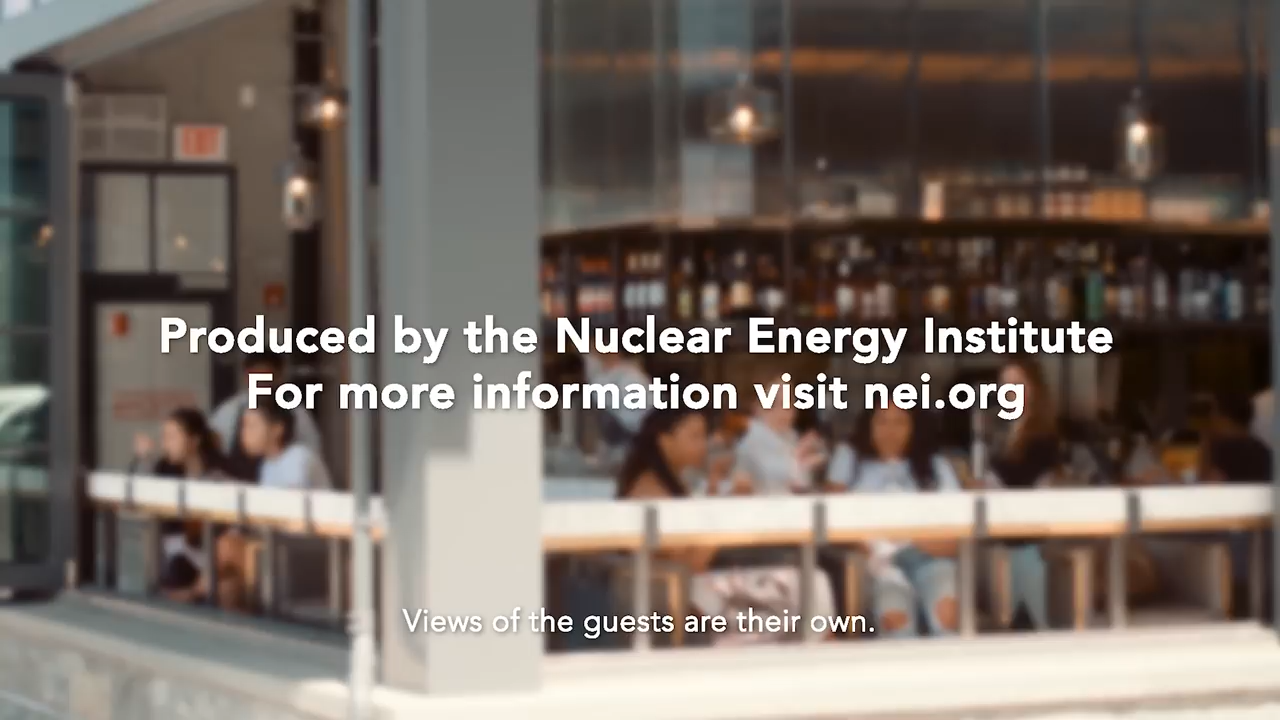 Produced by the Nuclear Energy Institute
For more information visit nei.org
Views of the guests are their own.